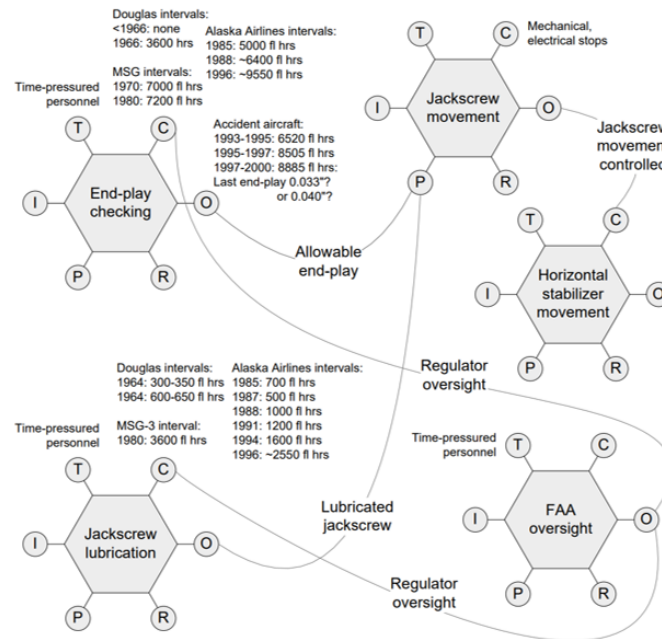 Douglas intervals:
<1966: none
1966: 3600 hrs
Alaska Airlines intervals:
1985: 5000 fl hrs
1988: ~6400 fl hrs
1996: ~9550 fl hrs
MSG intervals:
1970: 7000 fl hrs
1980: 7200 fl hrs
Time-pressured
personnel
Accident aircraft:
1993-1995: 6520 fl hrs
1995-1997: 8505 fl hrs
1997-2000: 8885 fl hrs:
Last end-play 0.033"?
or 0.040"?
T
C
I
End-play
checking
O
P
R
Mechanical,
electrical stops
T
C
I
Jackscrew
movement
O
P
R
Jackscrew
movement
controlled
Allowable
end-play
T
C
I
Horizontal
stabilizer
movement
O
P
R
Regulator
oversight
Douglas intervals:
1964: 300-350 fl hrs
1964: 600-650 fl hrs
MSG-3 interval:
1980: 3600 fl hrs
Alaska Airlines intervals:
1985: 700 fl hrs
1987: 500 fl hrs
1988: 1000 fl hrs
1991: 1200 fl hrs
1994: 1600 fl hrs
1996: ~2550 fl hrs
Time-pressured
personnel
T
C
I
Jackscrew
lubrication
O
P
R
Lubricated
jackscrew
Time-pressured
personnel
T
C
I
FAA
oversight
O
P
R
Regulator
oversight